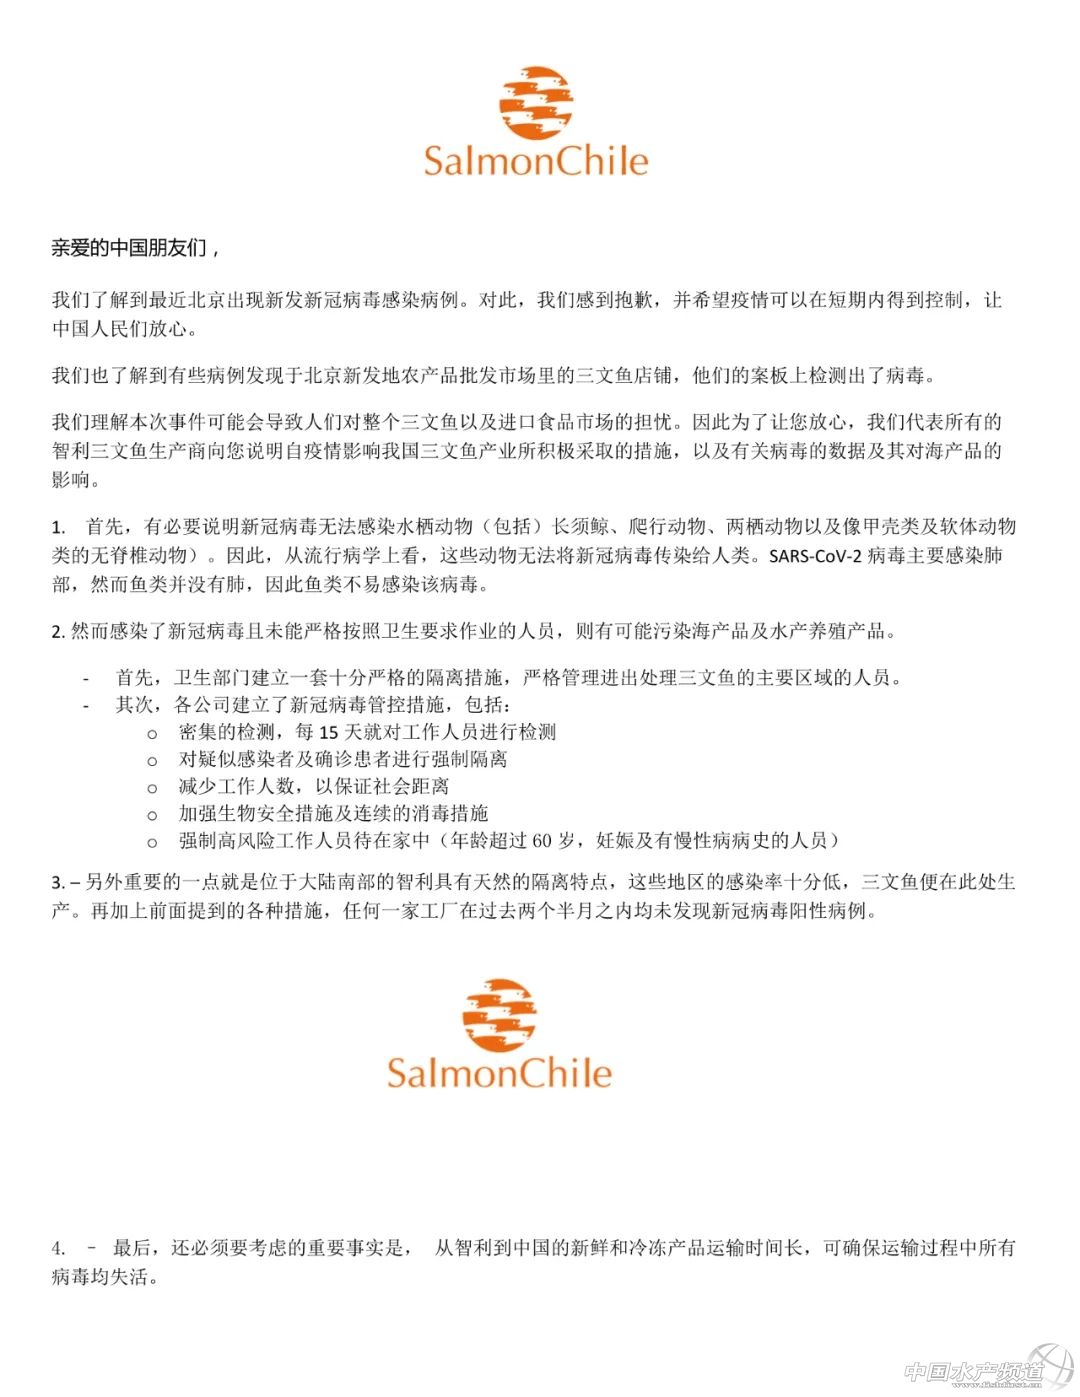 SalmonChile
亲爱的中国朋友们，
我们了解到最近北京出现新发新冠病毒感染病例。对此，我们感到抱歉，并希望疫情可以在短期内得到控制，让
中国人民们放心。
我们也了解到有些病例发现于北京新发地农产品批发市场里的三文鱼店铺，他们的案板上检测出了病毒。
我们理解本次事件可能会导致人们对整个三文鱼以及进口食品市场的担忧。因此为了让您放心，我们代表所有的
智利三文鱼生产商向您说明自疫情影响我国三文鱼产业所积极采取的措施，以及有关病毒的数据及其对海产品的
影响。
1. 首先，有必要说明新冠病毒无法感染水栖动物（包括）长须鲸、爬行动物、两栖动物以及像甲壳类及软体动物
类的无脊椎动物）。因此，从流行病学上看，这些动物无法将新冠病毒传染给人类。SARS-CoV-2 病毒主要感染肺
部，然而鱼类并没有肺，因此鱼类不易感染该病毒。
2. 然而感染了新冠病毒且未能严格按照卫生要求作业的人员，则有可能污染海产品及水产养殖产品。
- 首先，卫生部门建立一套十分严格的隔离措施，严格管理进出处理三文鱼的主要区域的人员。
- 其次，各公司建立了新冠病毒管控措施，包括：
o 密集的检测，每 15 天就对工作人员进行检测
o 对疑似感染者及确诊患者进行强制隔离
o 减少工作人数，以保证社会距离
o 加强生物安全措施及连续的消毒措施
o 强制高风险工作人员待在家中（年龄超过 60 岁，妊娠及有慢性病病史的人员）
3. – 另外重要的一点就是位于大陆南部的智利具有天然的隔离特点，这些地区的感染率十分低，三文鱼便在此处生
产。再加上前面提到的各种措施，任何一家工厂在过去两个半月之内均未发现新冠病毒阳性病例。
SalmonChile
4. – 最后，还必须要考虑的重要事实是， 从智利到中国的新鲜和冷冻产品运输时间长，可确保运输过程中所有
病毒均失活。
中国水产频道
www.fishfirst.cn